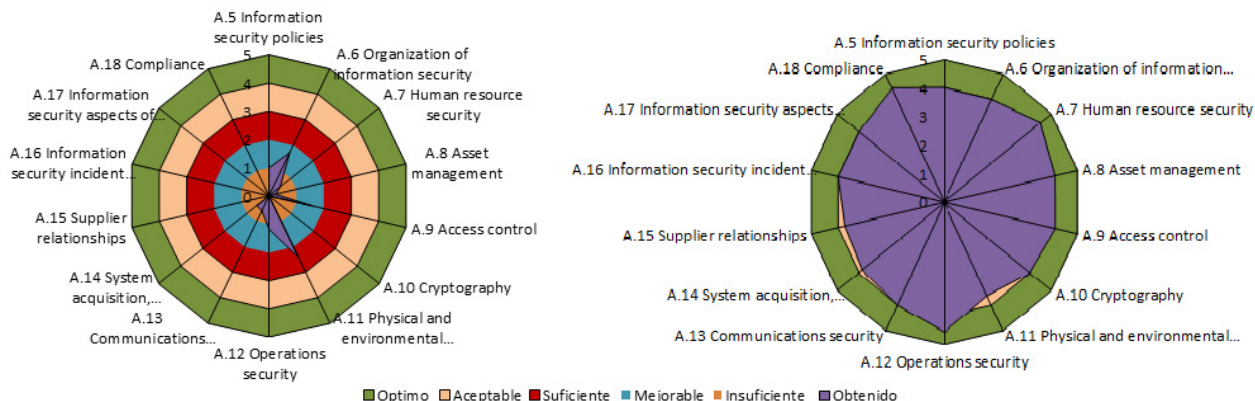 A.5 Information
security policies
A.6 Organization of
information security
A.7 Human resource
security
A.8 Asset
management
A.9 Access control
A.10 Cryptography
A.11 Physical and
environmental...
A.12 Operations
security
A.13
Communications...
A.14 System
acquisition,...
A.15 Supplier
relationships
A.16 Information
security incident...
A.17 Information
security aspects of...
A.18 Compliance
5
4
3
2
1
0
A.5 Information security policies
A.6 Organization of information...
A.7 Human resource security
A.8 Asset management
A.9 Access control
A.10 Cryptography
A.11 Physical and environmental...
A.12 Operations security
A.13 Communications security
A.14 System acquisition,...
A.15 Supplier relationships
A.16 Information security incident...
A.17 Information security aspects...
A.18 Compliance
5
4
3
2
1
0
Optimo Aceptable Suficiente Mejorable Insuficiente Obtenido